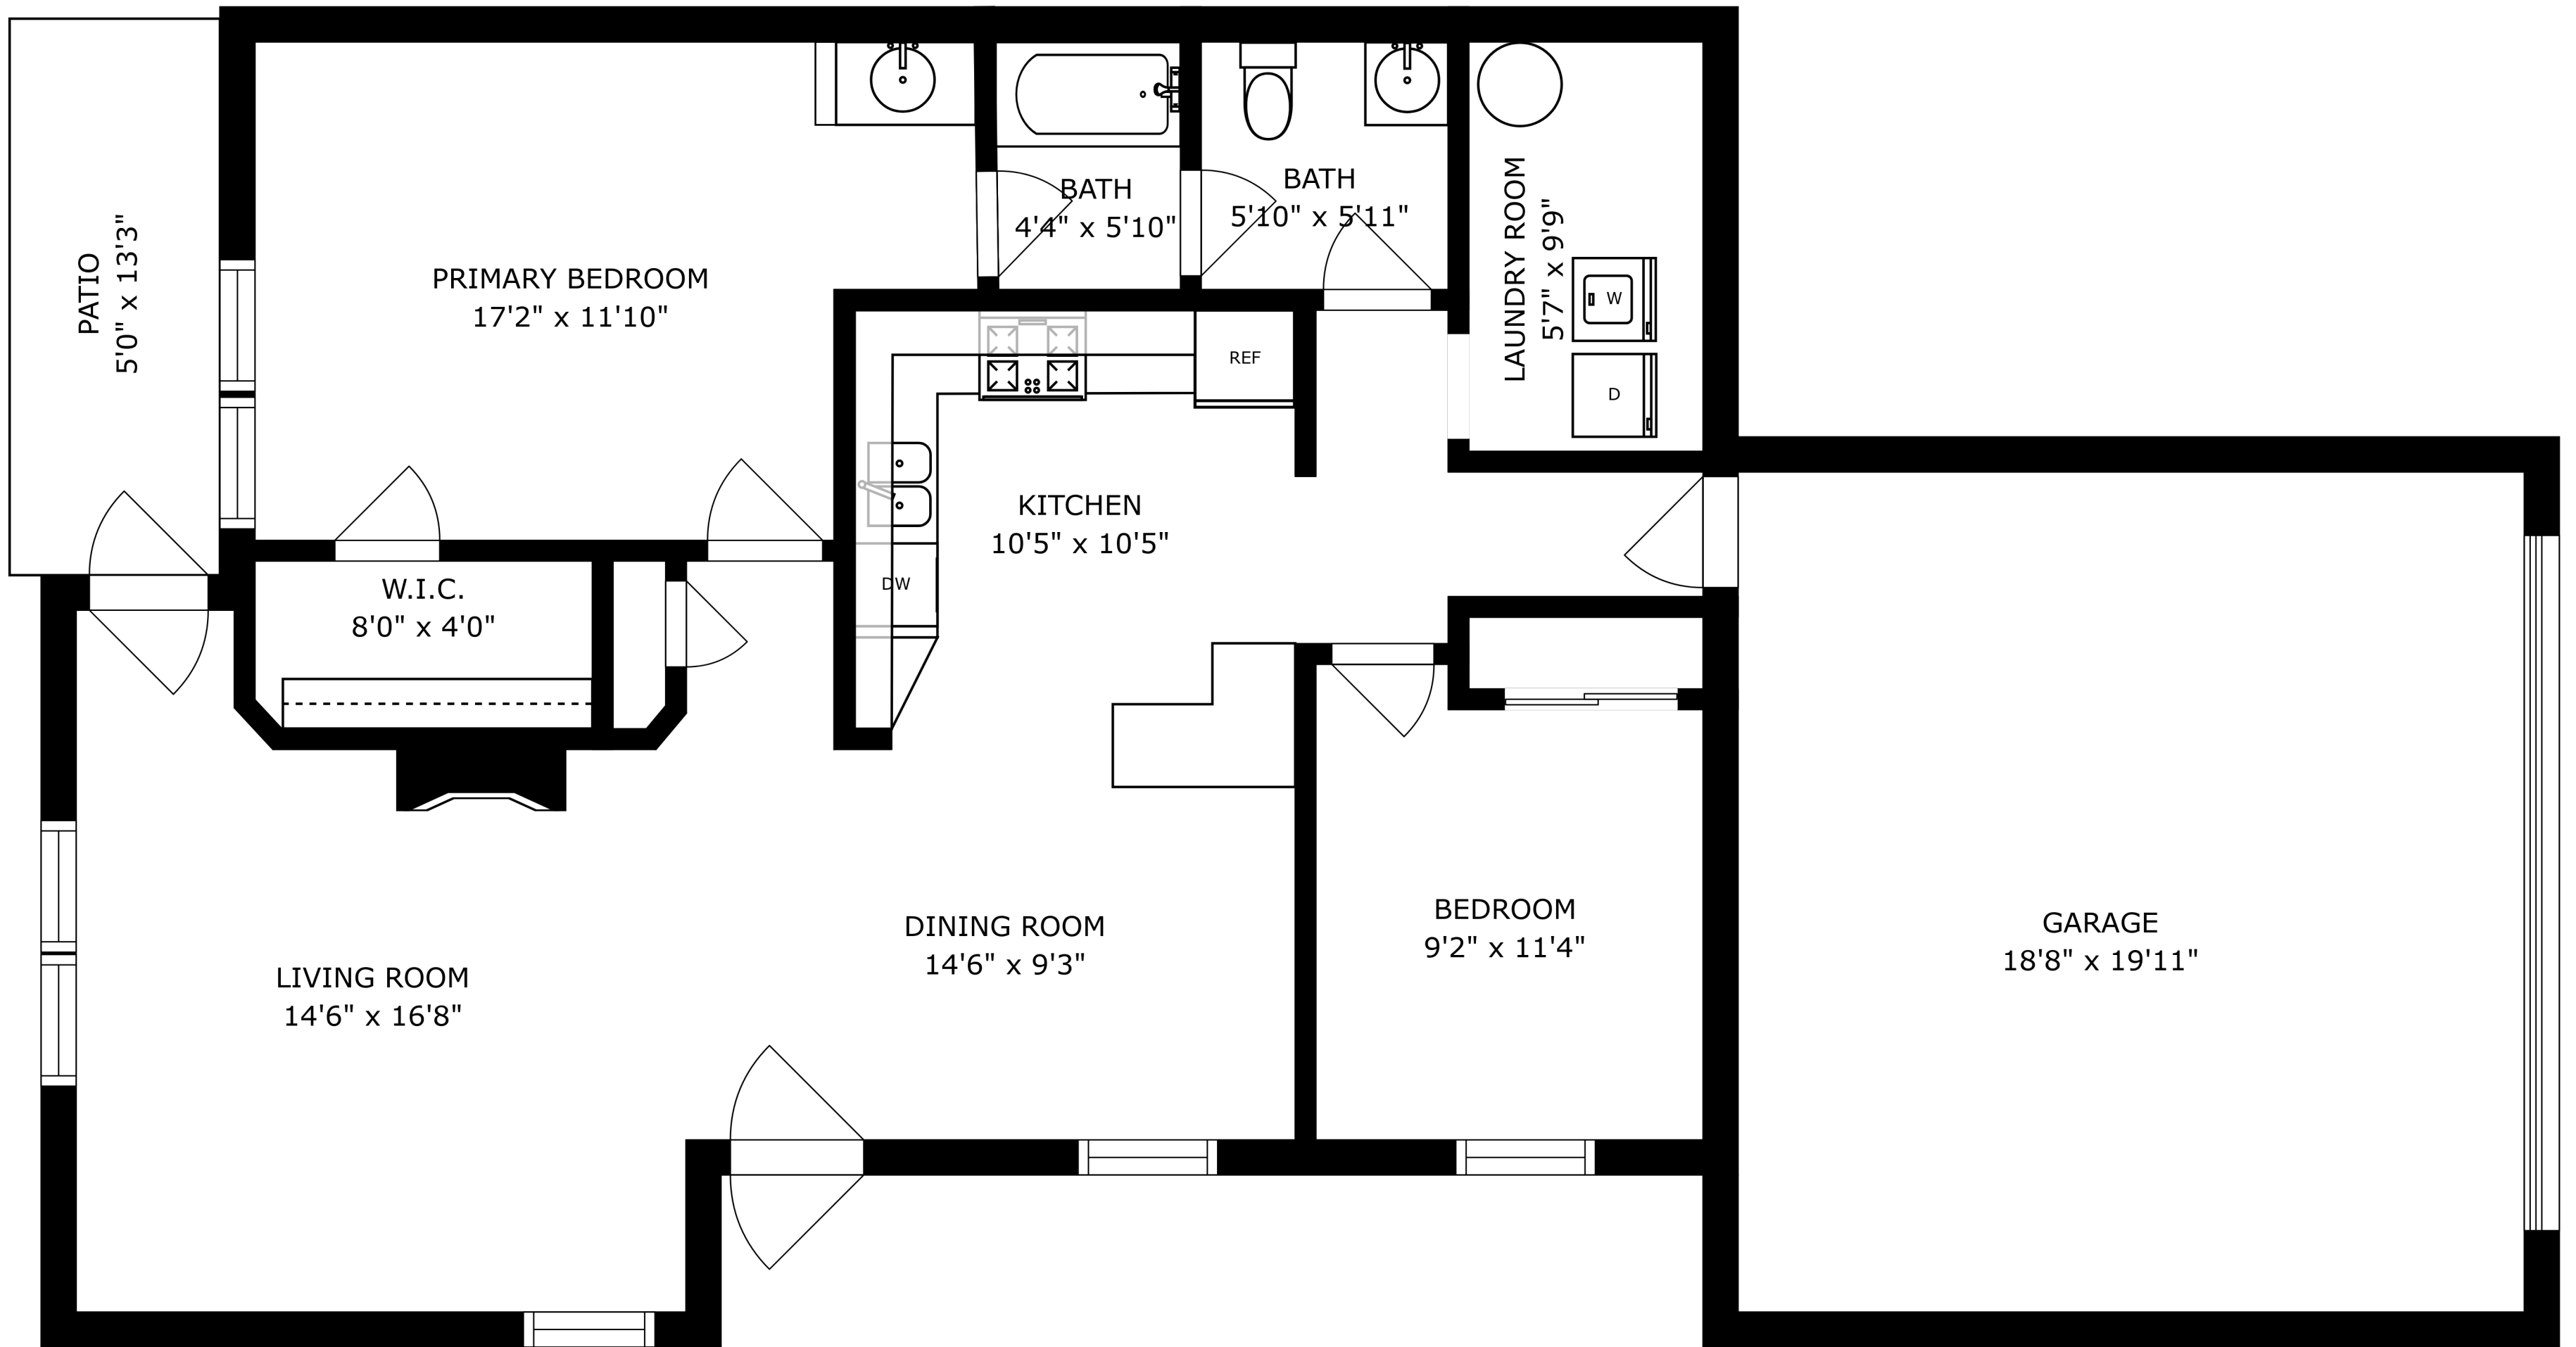 PATIO
5'0" x 13'3"
PRIMARY BEDROOM
17'2" x 11'10"
BATH
4'4" x 5'10"
BATH
5'10" x 5'11"
LAUNDRY ROOM
5'7" x 9'9"
W
D
REF
KITCHEN
10'5" x 10'5"
DW
W.I.C.
8'0" x 4'0"
LIVING ROOM
14'6" x 16'8"
DINING ROOM
14'6" x 9'3"
BEDROOM
9'2" x 11'4"
GARAGE
18'8" x 19'11"